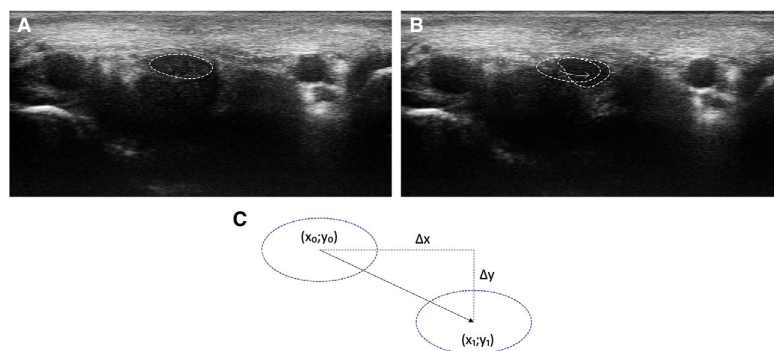 A
B
C
(x₀;y₀)
Δx
Δy
(x₁;y₁)